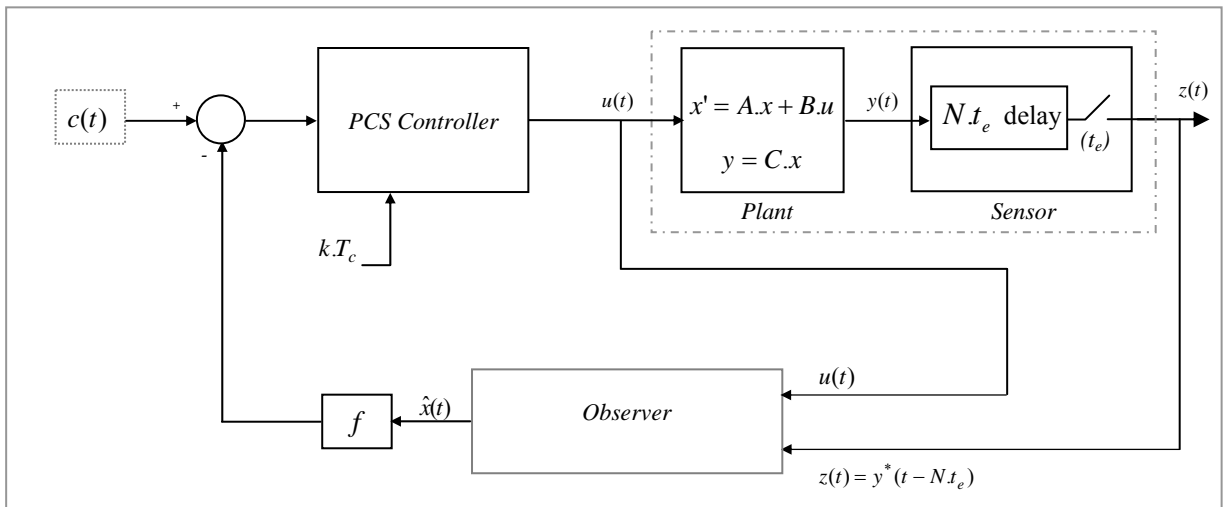 c(t)
+
-
PCS Controller
k.T_c
u(t)
x' = A.x + B.u
y = C.x
Plant
y(t)
N.t_e delay
(t_e)
Sensor
z(t)
f
x̂(t)
Observer
u(t)
z(t) = y^*(t − N.t_e)